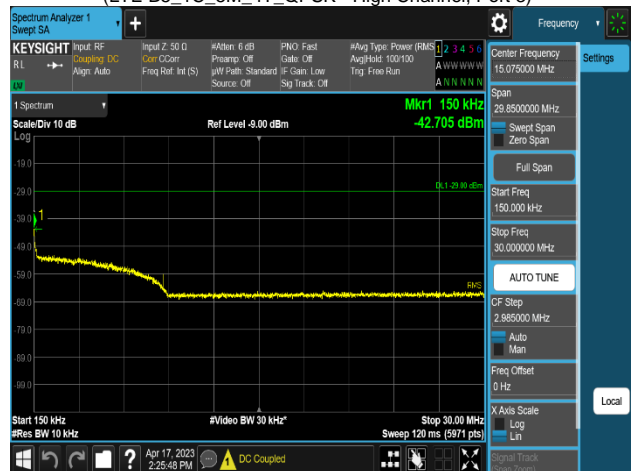 Spectrum Analyzer 1
Swept SA
Frequency
KEYSIGHT
RL
LV
Input: RF
Coupling: DC
Align: Auto
Input Z: 50 Ω
Corr CCorr
Freq Ref: Int (S)
#Atten: 6 dB
Preamp: Off
µW Path: Standard
Source: Off
PNO: Fast
Gate: Off
IF Gain: Low
Sig Track: Off
#Avg Type: Power (RMS
Avg|Hold: 100/100
Trig: Free Run
1 2 3 4 5 6
A W W W W W
A N N N N N
1 Spectrum
Scale/Div 10 dB
Log
Ref Level -9.00 dBm
Mkr1 150 kHz
-42.705 dBm
-19.0
-29.0
-39.0
-49.0
-59.0
-69.0
-79.0
-89.0
-99.0
DL1 -29.00 dBm
1
RMS
Start 150 kHz
#Res BW 10 kHz
#Video BW 30 kHz*
Stop 30.00 MHz
Sweep 120 ms (5971 pts)
Apr 17, 2023
2:25:48 PM
DC Coupled
Settings
Center Frequency
15.075000 MHz
Span
29.8500000 MHz
Swept Span
Zero Span
Full Span
Start Freq
150.000 kHz
Stop Freq
30.000000 MHz
AUTO TUNE
CF Step
2.985000 MHz
Auto
Man
Freq Offset
0 Hz
X Axis Scale
Log
Lin
Signal Track
(Span Zoom)
Local